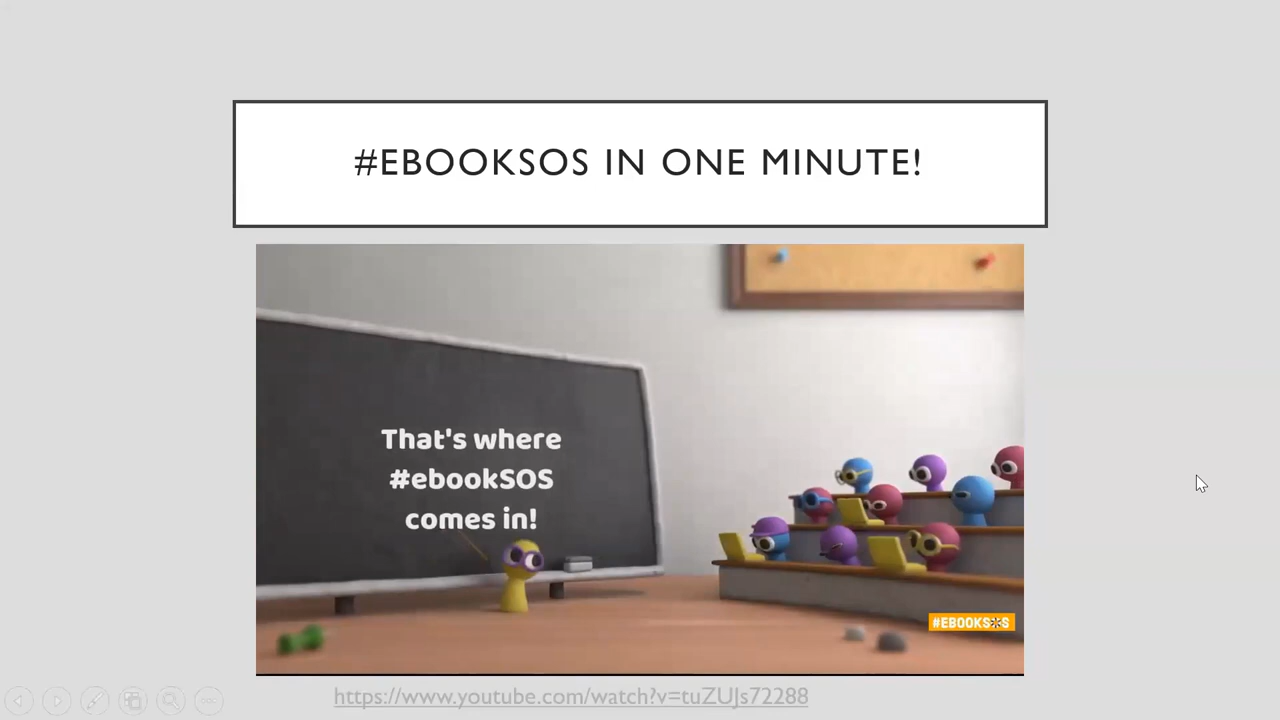 #EBOOKSOS IN ONE MINUTE!
That's where
#ebookSOS
comes in!
#EBOOKSOS
https://www.youtube.com/watch?v=tuZUJs72288